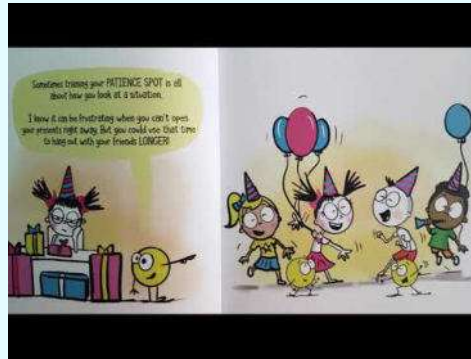 Sometimes training your PATIENCE SPOT is all
about how you look at a situation.
I know it can be frustrating when you can't open
your presents right away. But you could use that time
to hang out with your friends LONGER!